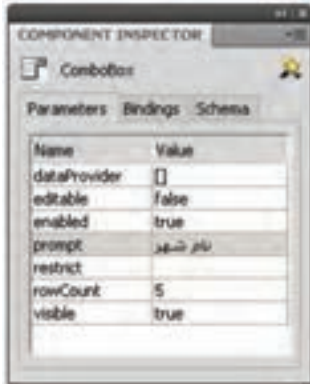 COMPONENT INSPECTOR
ComboBox
Parameters Bindings Schema
Name Value
dataProvider []
editable false
enabled true
prompt نام شهر
restrict
rowCount 5
visible true